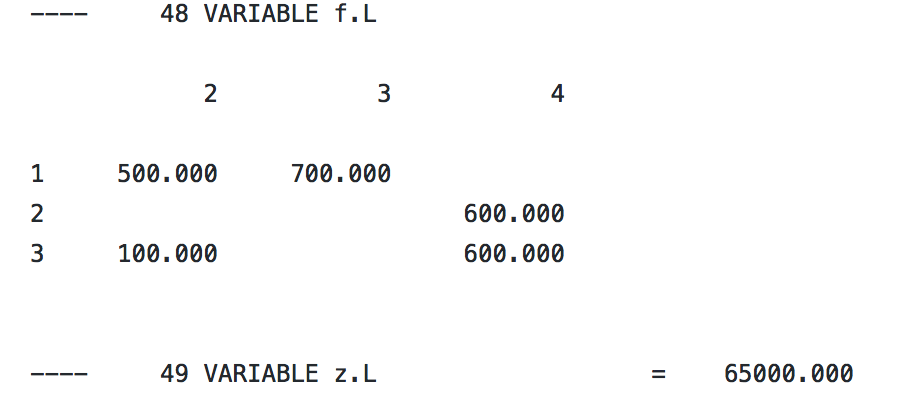 ----     48 VARIABLE f.L
            2           3           4
1     500.000     700.000
2                             600.000
3     100.000                 600.000
----     49 VARIABLE z.L                   =    65000.000